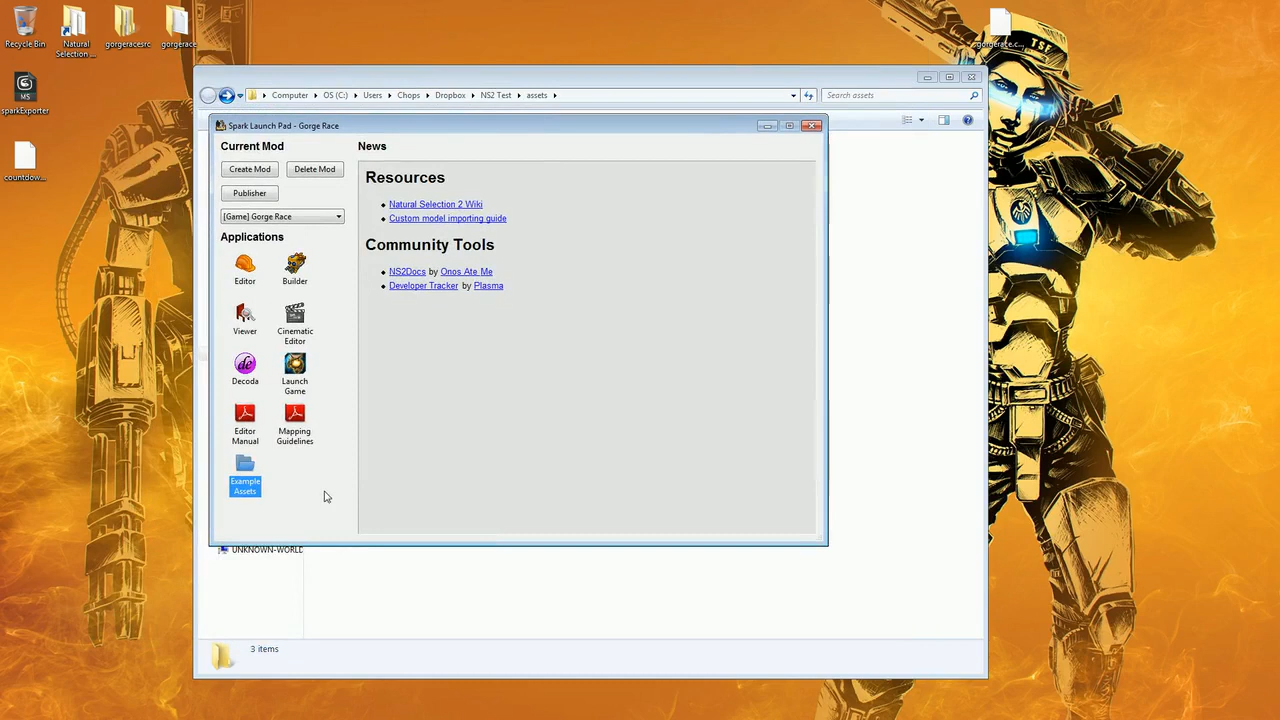 Recycle Bin
Natural
Selection ...
gorgeracesrc
gorgerace
gorgerace.c...
TSF
MS
sparkExporter
countdow...
Computer
OS (C:)
Users
Chops
Dropbox
NS2 Test
assets
Search assets
Spark Launch Pad - Gorge Race
Current Mod
Create Mod
Delete Mod
Publisher
[Game] Gorge Race
Applications
Editor
Builder
Viewer
Cinematic
Editor
de
Decoda
Launch
Game
Editor
Manual
Mapping
Guidelines
Example
Assets
News
Resources
Natural Selection 2 Wiki
Custom model importing guide
Community Tools
NS2Docs by Onos Ate Me
Developer Tracker by Plasma
UNKNOWN-WORLD
3 items